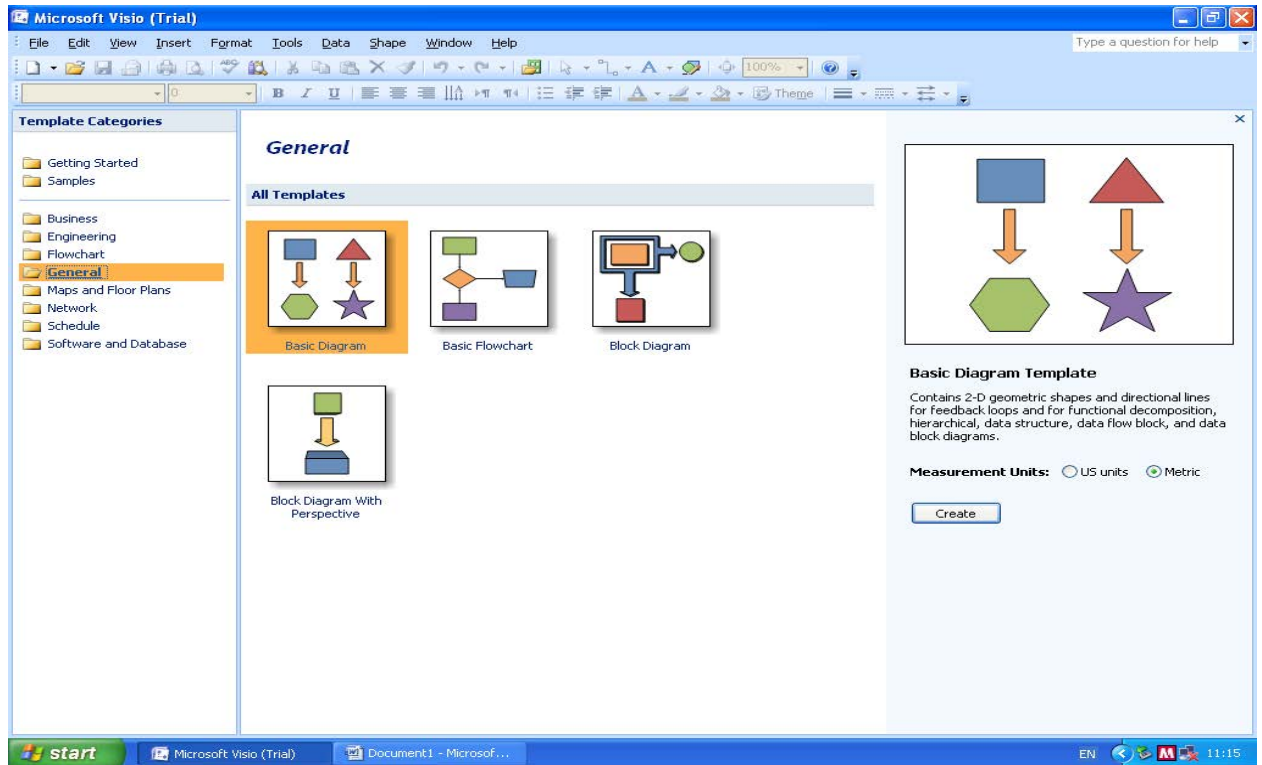 Microsoft Visio (Trial)
File Edit View Insert Format Tools Data Shape Window Help
Type a question for help
100%
0
B I U
A
Theme
Template Categories
Getting Started
Samples
Business
Engineering
Flowchart
General
Maps and Floor Plans
Network
Schedule
Software and Database
General
All Templates
Basic Diagram
Basic Flowchart
Block Diagram
Block Diagram With
Perspective
Basic Diagram Template
Contains 2-D geometric shapes and directional lines
for feedback loops and for functional decomposition,
hierarchical, data structure, data flow block, and data
block diagrams.
Measurement Units: US units Metric
Create
start
Microsoft Visio (Trial)
Document1 - Microsof...
EN
11:15